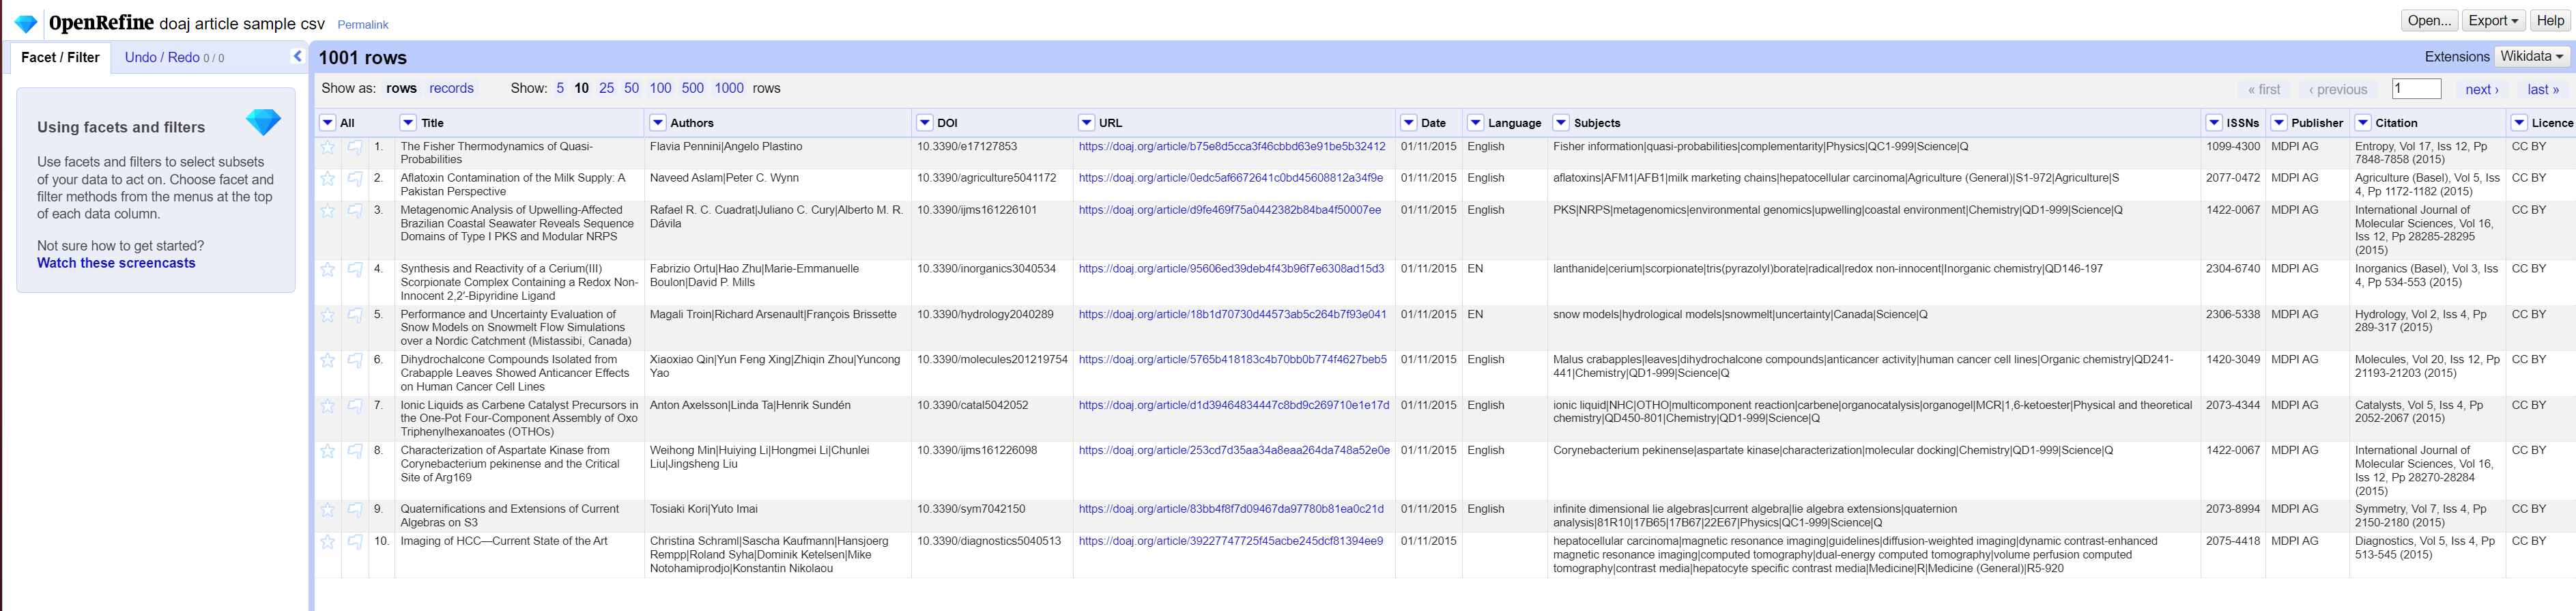 OpenRefine doaj article sample csv Permalink
Open... Export Help
Facet / Filter Undo / Redo 0 / 0
1001 rows
Extensions Wikidata
Show as: rows records Show: 5 10 25 50 100 500 1000 rows
« first ‹ previous 1 next › last »
Using facets and filters
Use facets and filters to select subsets
of your data to act on. Choose facet and
filter methods from the menus at the top
of each data column.
Not sure how to get started?
Watch these screencasts
All Title Authors DOI URL Date Language Subjects ISSNs Publisher Citation Licence
1. The Fisher Thermodynamics of Quasi- Flavia Pennini|Angelo Plastino 10.3390/e17127853 https://doaj.org/article/b75e8d5cca3f46cbbd63e91be5b32412 01/11/2015 English Fisher information|quasi-probabilities|complementarity|Physics|QC1-999|Science|Q 1099-4300 MDPI AG Entropy, Vol 17, Iss 12, Pp CC BY
Probabilities 7848-7858 (2015)
2. Aflatoxin Contamination of the Milk Supply: A Naveed Aslam|Peter C. Wynn 10.3390/agriculture5041172 https://doaj.org/article/0edc5af6672641c0bd45608812a34f9e 01/11/2015 English aflatoxins|AFM1|AFB1|milk marketing chains|hepatocellular carcinoma|Agriculture (General)|S1-972|Agriculture|S 2077-0472 MDPI AG Agriculture (Basel), Vol 5, Iss CC BY
Pakistan Perspective 4, Pp 1172-1182 (2015)
3. Metagenomic Analysis of Upwelling-Affected Rafael R. C. Cuadrat|Juliano C. Cury|Alberto M. R. 10.3390/ijms161226101 https://doaj.org/article/d9fe469f75a0442382b84ba4f50007ee 01/11/2015 English PKS|NRPS|metagenomics|environmental genomics|upwelling|coastal environment|Chemistry|QD1-999|Science|Q 1422-0067 MDPI AG International Journal of CC BY
Brazilian Coastal Seawater Reveals Sequence Dávila Molecular Sciences, Vol 16,
Domains of Type I PKS and Modular NRPS Iss 12, Pp 28285-28295
(2015)
4. Synthesis and Reactivity of a Cerium(III) Fabrizio Ortu|Hao Zhu|Marie-Emmanuelle 10.3390/inorganics3040534 https://doaj.org/article/95606ed39deb4f43b96f7e6308ad15d3 01/11/2015 EN lanthanide|cerium|scorpionate|tris(pyrazolyl)borate|radical|redox non-innocent|Inorganic chemistry|QD146-197 2304-6740 MDPI AG Inorganics (Basel), Vol 3, Iss CC BY
Scorpionate Complex Containing a Redox Non- Boulon|David P. Mills 4, Pp 534-553 (2015)
Innocent 2,2′-Bipyridine Ligand
5. Performance and Uncertainty Evaluation of Magali Troin|Richard Arsenault|François Brissette 10.3390/hydrology2040289 https://doaj.org/article/18b1d70730d44573ab5c264b7f93e041 01/11/2015 EN snow models|hydrological models|snowmelt|uncertainty|Canada|Science|Q 2306-5338 MDPI AG Hydrology, Vol 2, Iss 4, Pp CC BY
Snow Models on Snowmelt Flow Simulations 289-317 (2015)
over a Nordic Catchment (Mistassibi, Canada)
6. Dihydrochalcone Compounds Isolated from Xiaoxiao Qin|Yun Feng Xing|Zhiqin Zhou|Yuncong 10.3390/molecules201219754 https://doaj.org/article/5765b418183c4b70bb0b774f4627beb5 01/11/2015 English Malus crabapples|leaves|dihydrochalcone compounds|anticancer activity|human cancer cell lines|Organic chemistry|QD241- 1420-3049 MDPI AG Molecules, Vol 20, Iss 12, Pp CC BY
Crabapple Leaves Showed Anticancer Effects Yao 441|Chemistry|QD1-999|Science|Q 21193-21203 (2015)
on Human Cancer Cell Lines
7. Ionic Liquids as Carbene Catalyst Precursors in Anton Axelsson|Linda Ta|Henrik Sundén 10.3390/catal5042052 https://doaj.org/article/d1d39464834447c8bd9c269710e1e17d 01/11/2015 English ionic liquid|NHC|OTHO|multicomponent reaction|carbene|organocatalysis|organogel|MCR|1,6-ketoester|Physical and theoretical 2073-4344 MDPI AG Catalysts, Vol 5, Iss 4, Pp CC BY
the One-Pot Four-Component Assembly of Oxo chemistry|QD450-801|Chemistry|QD1-999|Science|Q 2052-2067 (2015)
Triphenylhexanoates (OTHOs)
8. Characterization of Aspartate Kinase from Weihong Min|Huiying Li|Hongmei Li|Chunlei 10.3390/ijms161226098 https://doaj.org/article/253cd7d35aa34a8eaa264da748a52e0e 01/11/2015 English Corynebacterium pekinense|aspartate kinase|characterization|molecular docking|Chemistry|QD1-999|Science|Q 1422-0067 MDPI AG International Journal of CC BY
Corynebacterium pekinense and the Critical Liu|Jingsheng Liu Molecular Sciences, Vol 16,
Site of Arg169 Iss 12, Pp 28270-28284
(2015)
9. Quaternifications and Extensions of Current Tosiaki Kori|Yuto Imai 10.3390/sym7042150 https://doaj.org/article/83bb4f8f7d09467da97780b81ea0c21d 01/11/2015 English infinite dimensional lie algebras|current algebra|lie algebra extensions|quaternion 2073-8994 MDPI AG Symmetry, Vol 7, Iss 4, Pp CC BY
Algebras on S3 analysis|81R10|17B65|17B67|22E67|Physics|QC1-999|Science|Q 2150-2180 (2015)
10. Imaging of HCC—Current State of the Art Christina Schraml|Sascha Kaufmann|Hansjoerg 10.3390/diagnostics5040513 https://doaj.org/article/39227747725f45acbe245dcf81394ee9 01/11/2015 hepatocellular carcinoma|magnetic resonance imaging|guidelines|diffusion-weighted imaging|dynamic contrast-enhanced 2075-4418 MDPI AG Diagnostics, Vol 5, Iss 4, Pp CC BY
Rempp|Roland Syha|Dominik Ketelsen|Mike magnetic resonance imaging|computed tomography|dual-energy computed tomography|volume perfusion computed 513-545 (2015)
Notohamiprodjo|Konstantin Nikolaou tomography|contrast media|hepatocyte specific contrast media|Medicine|R|Medicine (General)|R5-920